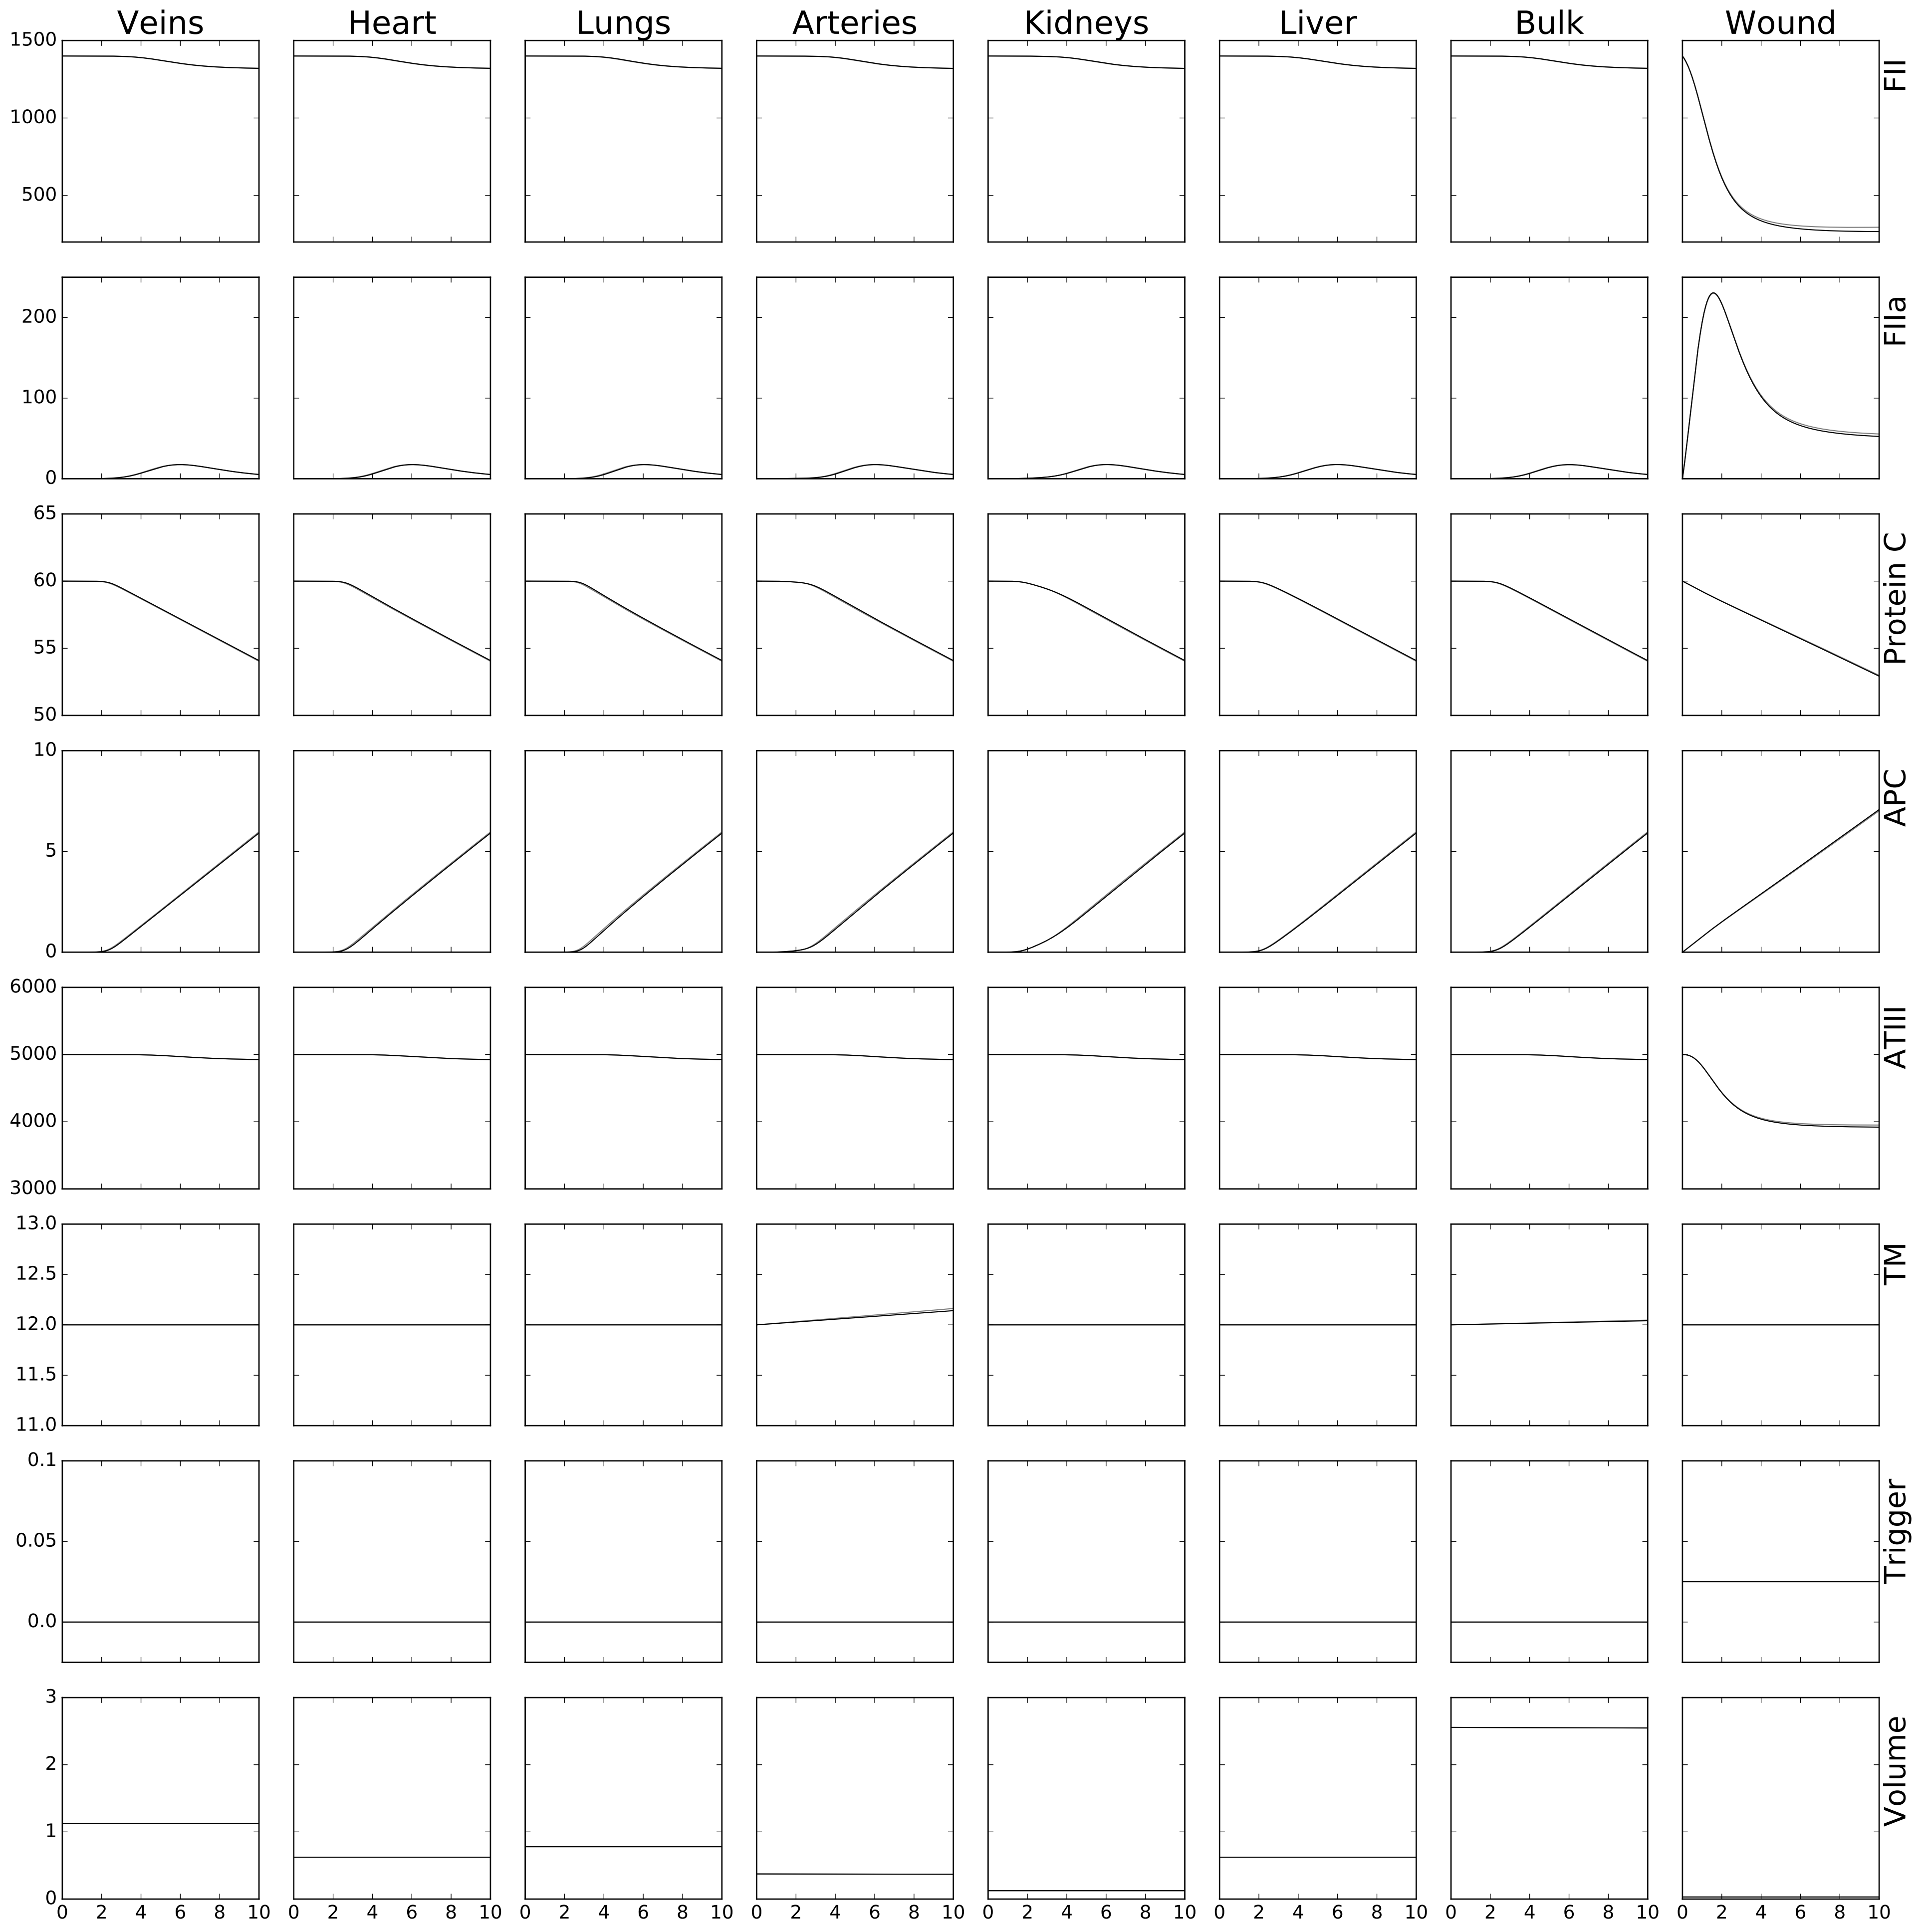 Veins Heart Lungs Arteries Kidneys Liver Bulk Wound
1500
1000
500
FII
200
100
0
FIIa
65
60
55
50
Protein C
10
5
0
APC
6000
5000
4000
3000
ATIII
13.0
12.5
12.0
11.5
11.0
TM
0.1
0.05
0.0
Trigger
3
2
1
0
Volume
0 2 4 6 8 10 0 2 4 6 8 10 0 2 4 6 8 10 0 2 4 6 8 10 0 2 4 6 8 10 0 2 4 6 8 10 0 2 4 6 8 10 0 2 4 6 8 10